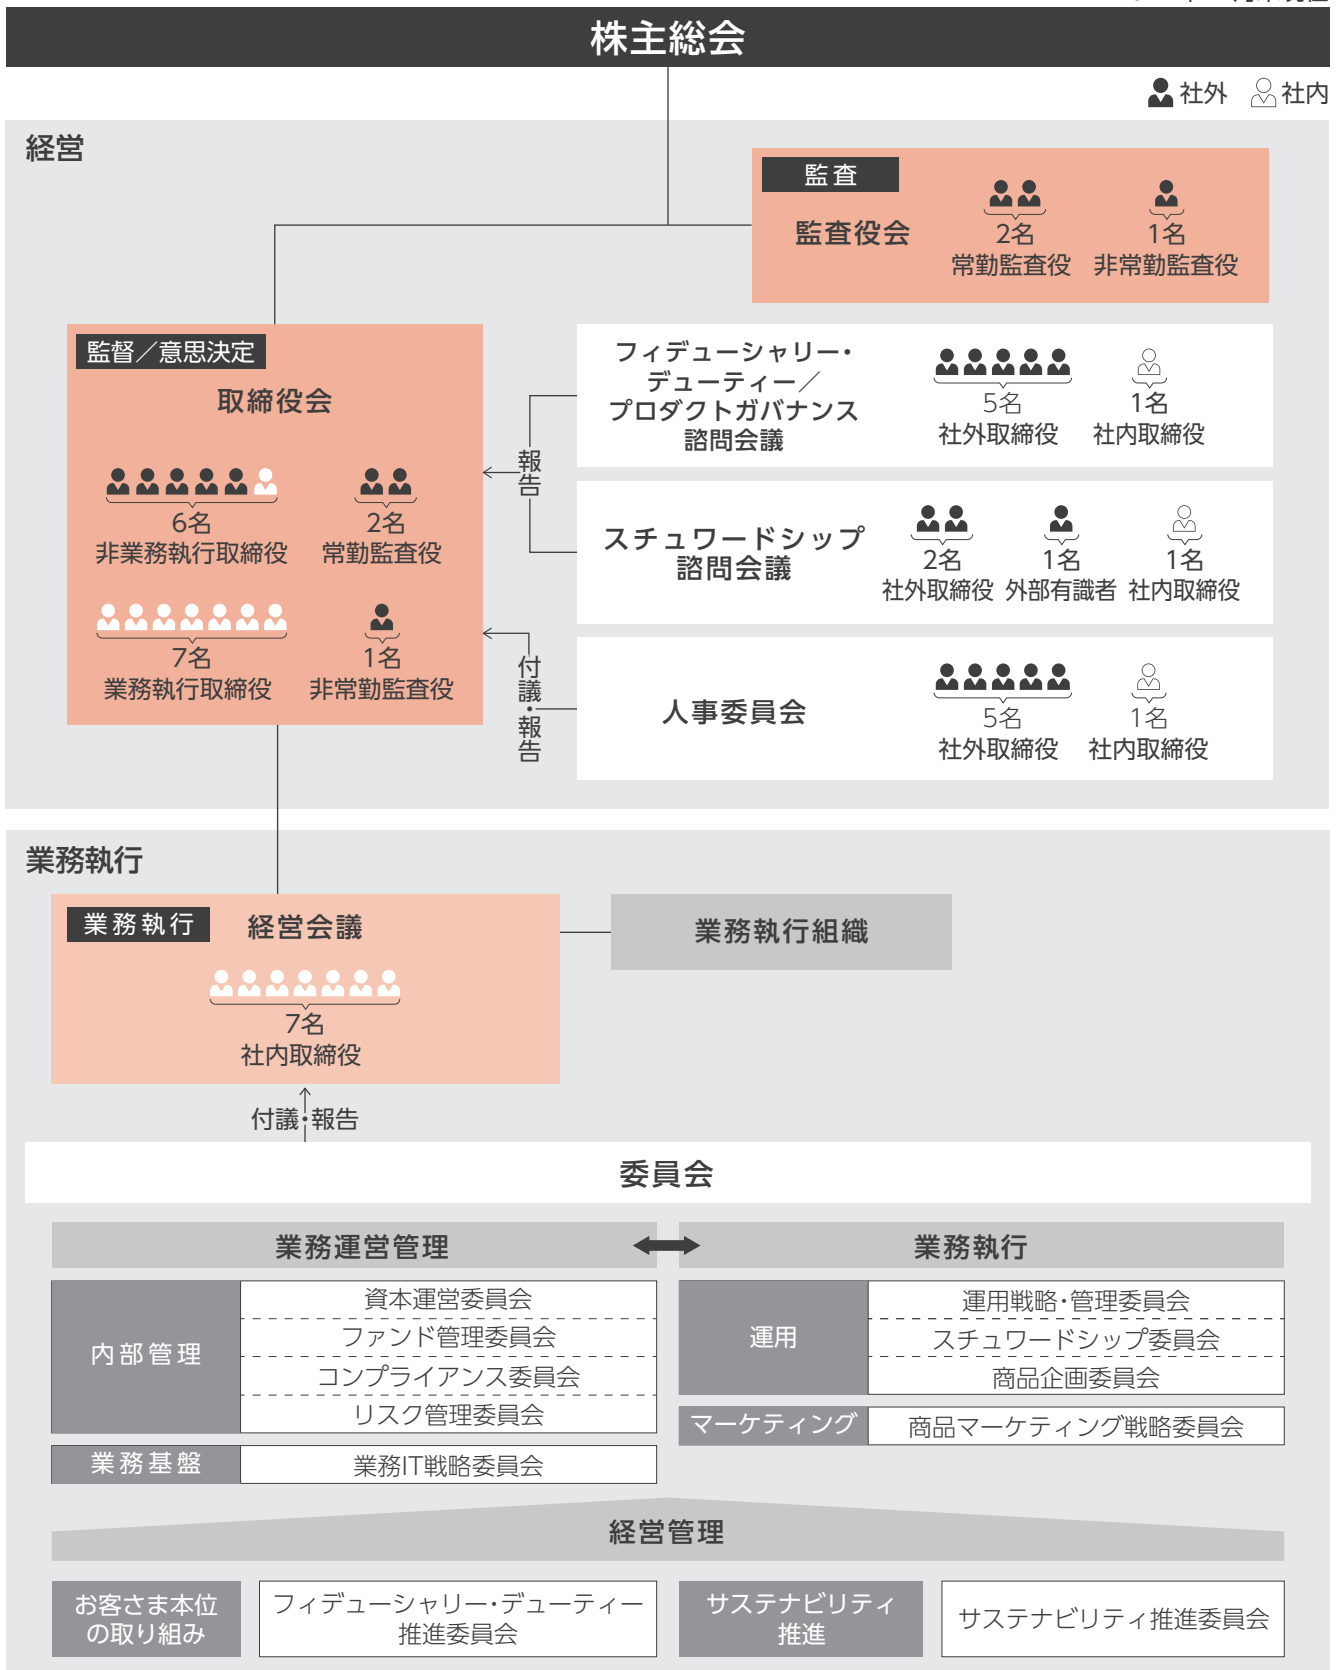 株主総会
社外
社内
経営
監査
監査役会
2名
常勤監査役
1名
非常勤監査役
監督／意思決定
取締役会
6名
非業務執行取締役
2名
常勤監査役
7名
業務執行取締役
1名
非常勤監査役
報告
付議・報告
フィデューシャリー・
デューティー／
プロダクトガバナンス
諮問会議
5名
社外取締役
1名
社内取締役
スチュワードシップ
諮問会議
2名
社外取締役
1名
外部有識者
1名
社内取締役
人事委員会
5名
社外取締役
1名
社内取締役
業務執行
業務執行
経営会議
7名
社内取締役
業務執行組織
付議・報告
委員会
業務運営管理
業務執行
内部管理
資本運営委員会
ファンド管理委員会
コンプライアンス委員会
リスク管理委員会
業務基盤
業務IT戦略委員会
運用
運用戦略・管理委員会
スチュワードシップ委員会
商品企画委員会
マーケティング
商品マーケティング戦略委員会
経営管理
お客さま本位
の取り組み
フィデューシャリー・デューティー
推進委員会
サステナビリティ
推進
サステナビリティ推進委員会